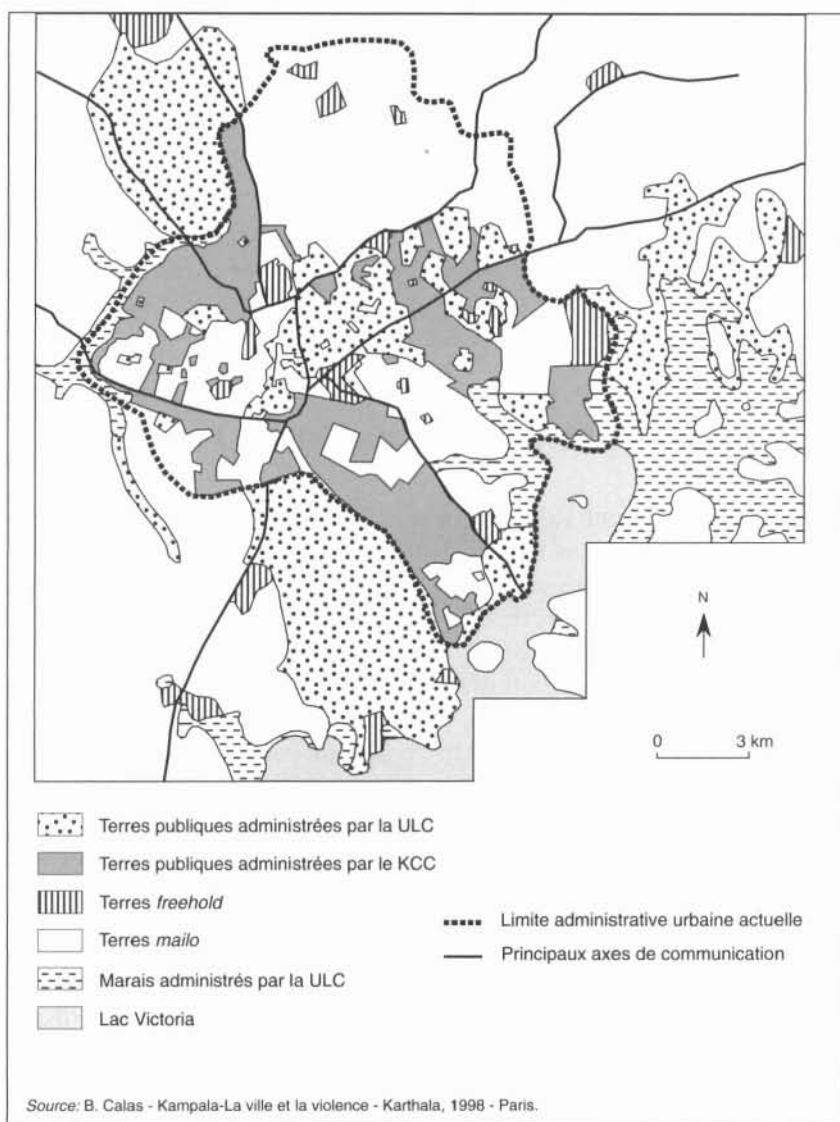 N
0 3 km
Terres publiques administrées par la ULC
Terres publiques administrées par le KCC
Terres freehold
Terres mailo
Marais administrés par la ULC
Lac Victoria
Limite administrative urbaine actuelle
Principaux axes de communication
Source: B. Calas - Kampala-La ville et la violence - Karthala, 1998 - Paris.